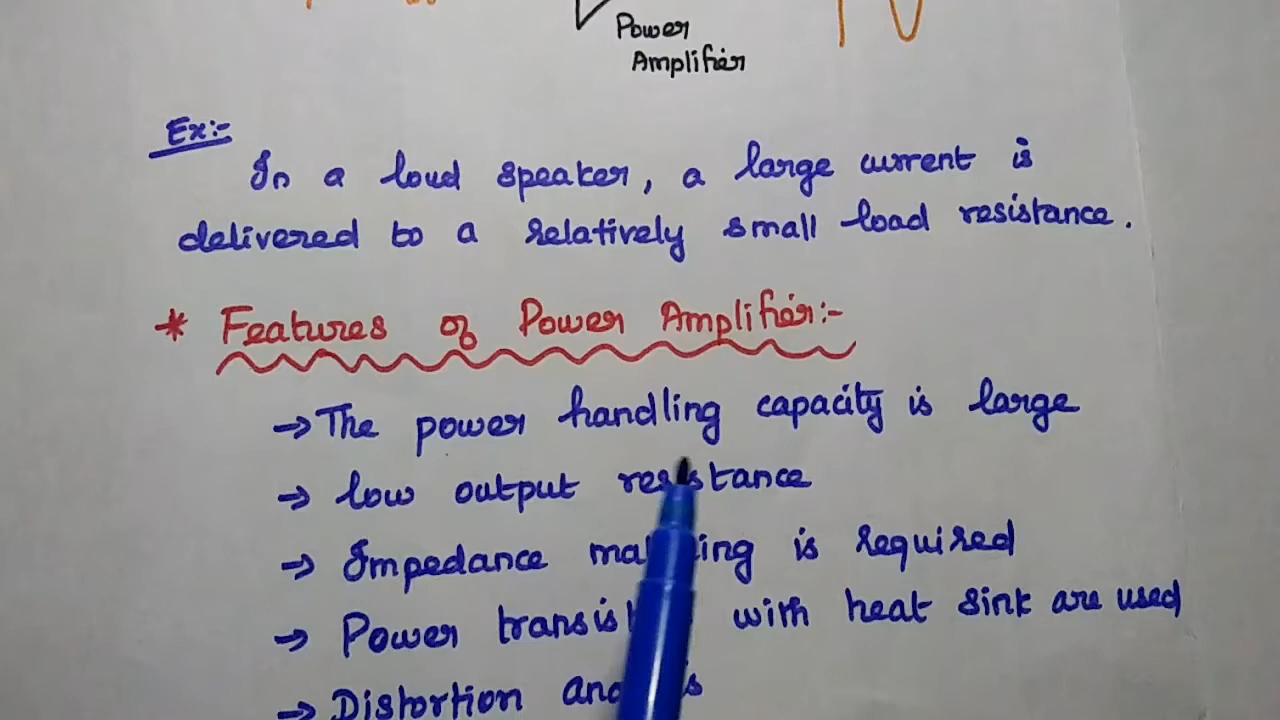 Power
Amplifier
Ex:-
In a loud speaker, a large current is
delivered to a relatively small load resistance.
* Features of Power Amplifier:-
→ The power handling capacity is large
→ low output resistance
→ Impedance is required
→ Power with heat sink are used
→ Distortion